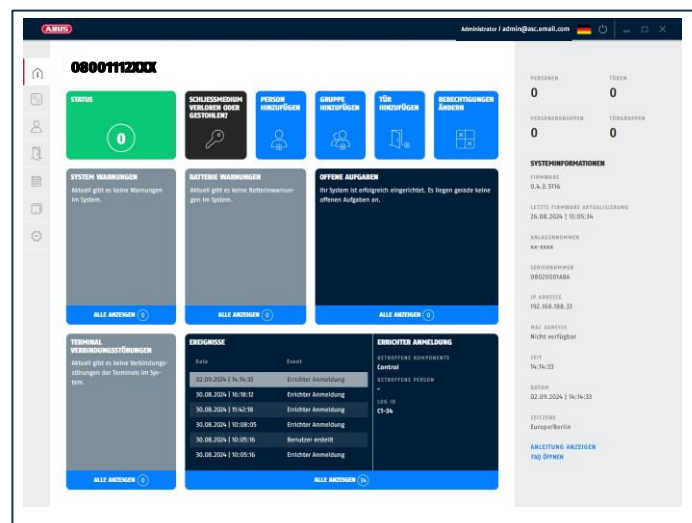 ABUS
Administrator / admin@asc.email.com
08001112XXX
STATUS
0
SCHLIESSMEDIUM
VERLOREN ODER
GESTOHLEN?
PERSON
HINZUFÜGEN
GRUPPE
HINZUFÜGEN
TÜR
HINZUFÜGEN
BERECHTIGUNGEN
ÄNDERN
SYSTEM WARNUNGEN
Aktuell gibt es keine Warnungen
im System.
ALLE ANZEIGEN 0
BATTERIE WARNUNGEN
Aktuell gibt es keine Batteriewarnun-
gen im System.
ALLE ANZEIGEN 0
OFFENE AUFGABEN
Ihr System ist erfolgreich eingerichtet. Es liegen gerade keine
offenen Aufgaben an.
ALLE ANZEIGEN 0
TERMINAL
VERBINDUNGSSTÖRUNGEN
Aktuell gibt es keine Verbindungs-
störungen der Terminals im Sys-
tem.
ALLE ANZEIGEN 0
EREIGNISSE
Date Event
02.09.2024 | 14:14:33 Errichter Anmeldung
30.08.2024 | 16:18:12 Errichter Anmeldung
30.08.2024 | 11:42:18 Errichter Anmeldung
30.08.2024 | 10:08:05 Errichter Anmeldung
30.08.2024 | 10:05:16 Benutzer erstellt
30.08.2024 | 10:05:16 Errichter Anmeldung
ERRICHTER ANMELDUNG
BETROFFENE KOMPONENTE
Control
BETROFFENE PERSON
-
LOG ID
C1-34
ALLE ANZEIGEN 34
PERSONEN TÜREN
0 0
PERSONENGRUPPEN TÜRGRUPPEN
0 0
SYSTEMINFORMATIONEN
FIRMWARE
0.4.0.5116
LETZTE FIRMWARE AKTUALISIERUNG
26.08.2024 | 13:05:34
ANLAGENNUMMER
xx-xxxx
SERIENNUMMER
08020001ABA
IP ADRESSE
192.168.188.33
MAC ADRESSE
Nicht verfügbar
ZEIT
14:14:33
DATUM
02.09.2024 | 14:14:33
ZEITZONE
Europe/Berlin
ANLEITUNG ANZEIGEN
FAQ ÖFFNEN